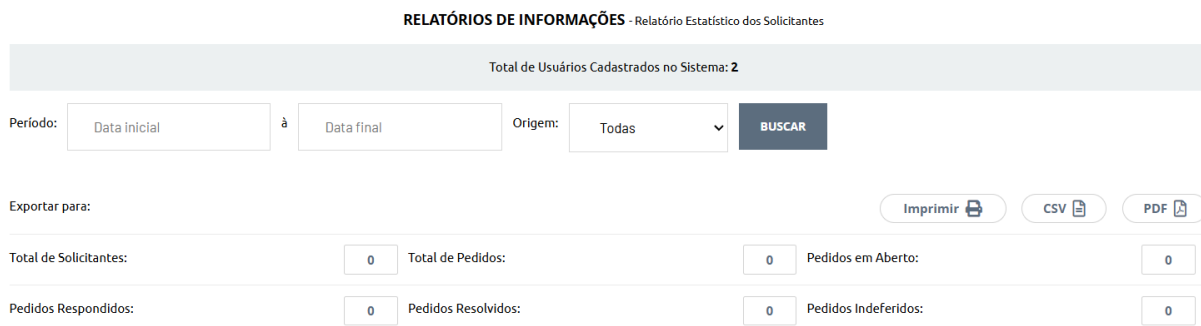 RELATÓRIOS DE INFORMAÇÕES - Relatório Estatístico dos Solicitantes
Total de Usuários Cadastrados no Sistema: 2
Período: Data inicial à Data final Origem: Todas BUSCAR
Exportar para: Imprimir CSV PDF
Total de Solicitantes: 0 Total de Pedidos: 0 Pedidos em Aberto: 0
Pedidos Respondidos: 0 Pedidos Resolvidos: 0 Pedidos Indeferidos: 0